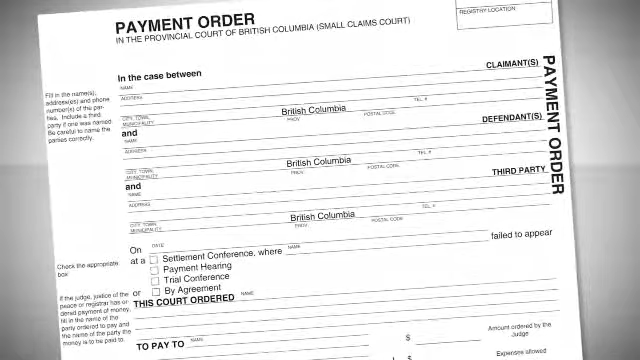 PAYMENT ORDER
IN THE PROVINCIAL COURT OF BRITISH COLUMBIA (SMALL CLAIMS COURT)
REGISTRY LOCATION:
In the case between
CLAIMANT(S)
Fill in the name(s),
address(es) and phone
number(s) of the par-
ties. Include a third
party if one was named.
Be careful to name the
parties correctly.
NAME
ADDRESS
British Columbia
CITY, TOWN, MUNICIPALITY
PROV.
POSTAL CODE
TEL. #
and
DEFENDANT(S)
NAME
ADDRESS
British Columbia
CITY, TOWN, MUNICIPALITY
PROV.
POSTAL CODE
TEL. #
and
THIRD PARTY
NAME
ADDRESS
British Columbia
CITY, TOWN, MUNICIPALITY
PROV.
POSTAL CODE
TEL. #
PAYMENT ORDER
On DATE
at a Settlement Conference, where NAME failed to appear
Payment Hearing
Trial Conference
or By Agreement
Check the appropriate
box
THIS COURT ORDERED NAME
If the judge, justice of the
peace or registrar has or-
dered payment of money,
fill in the name of the
party ordered to pay and
the name of the party the
money is to be paid to.
TO PAY TO NAME
$ Amount ordered by the
Judge
$ Expenses allowed